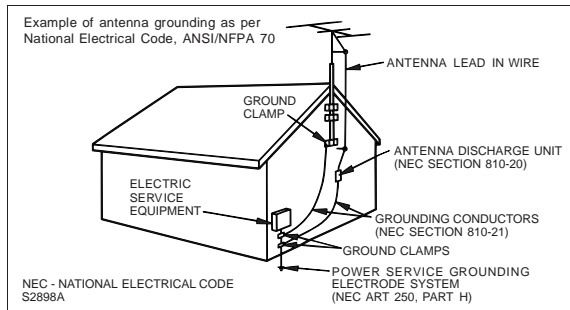 Example of antenna grounding as per
National Electrical Code, ANSI/NFPA 70
ANTENNA LEAD IN WIRE
GROUND
CLAMP
ANTENNA DISCHARGE UNIT
(NEC SECTION 810-20)
ELECTRIC
SERVICE
EQUIPMENT
GROUNDING CONDUCTORS
(NEC SECTION 810-21)
GROUND CLAMPS
POWER SERVICE GROUNDING
ELECTRODE SYSTEM
(NEC ART 250, PART H)
NEC - NATIONAL ELECTRICAL CODE
S2898A